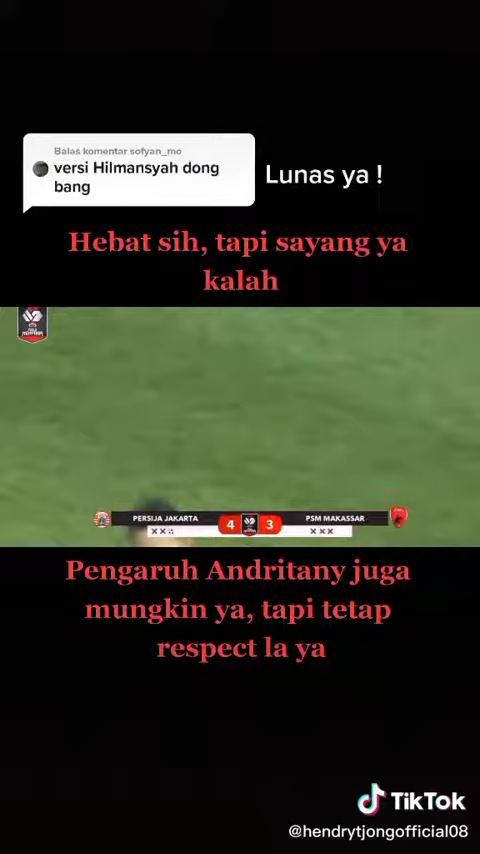 Balas komentar sofyan_mo
versi Hilmansyah dong
bang
Lunas ya !
Hebat sih, tapi sayang ya
kalah
PERSIJA JAKARTA
4
3
PSM MAKASSAR
Pengaruh Andritany juga
mungkin ya, tapi tetap
respect la ya
TikTok
@hendrytjongofficial08